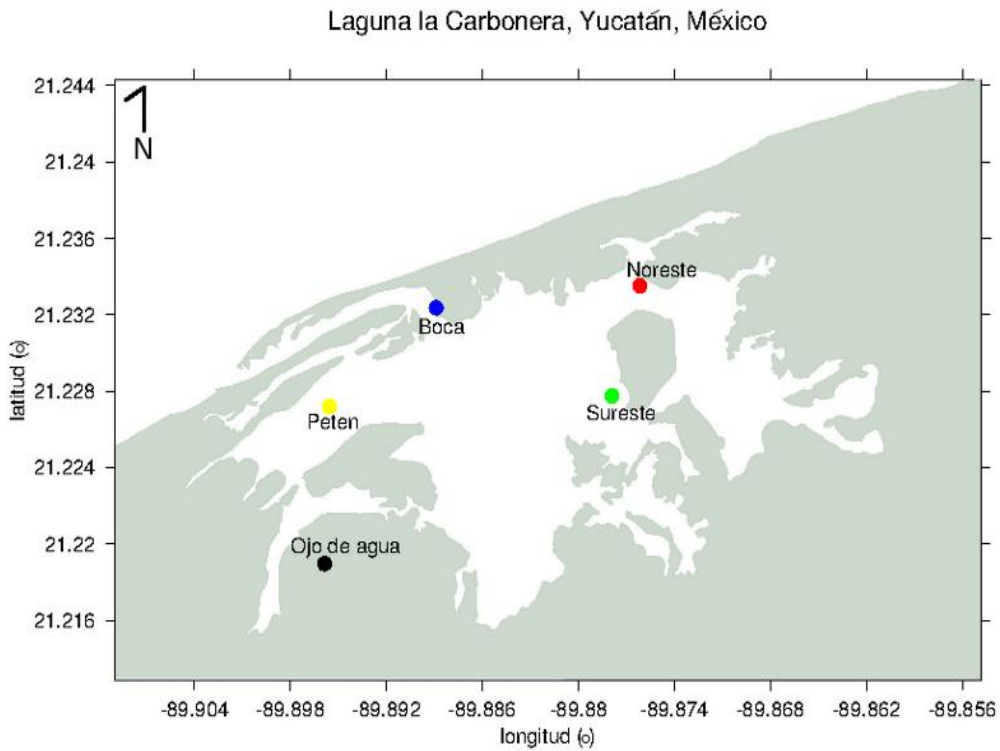 Laguna la Carbonera, Yucatán, México
21.244
N
21.24
21.236
Noreste
21.232
Boca
21.228
Sureste
Peten
21.224
Ojo de agua
21.22
21.216
latitud (o)
-89.904 -89.898 -89.892 -89.886 -89.88 -89.874 -89.868 -89.862 -89.856
longitud (o)